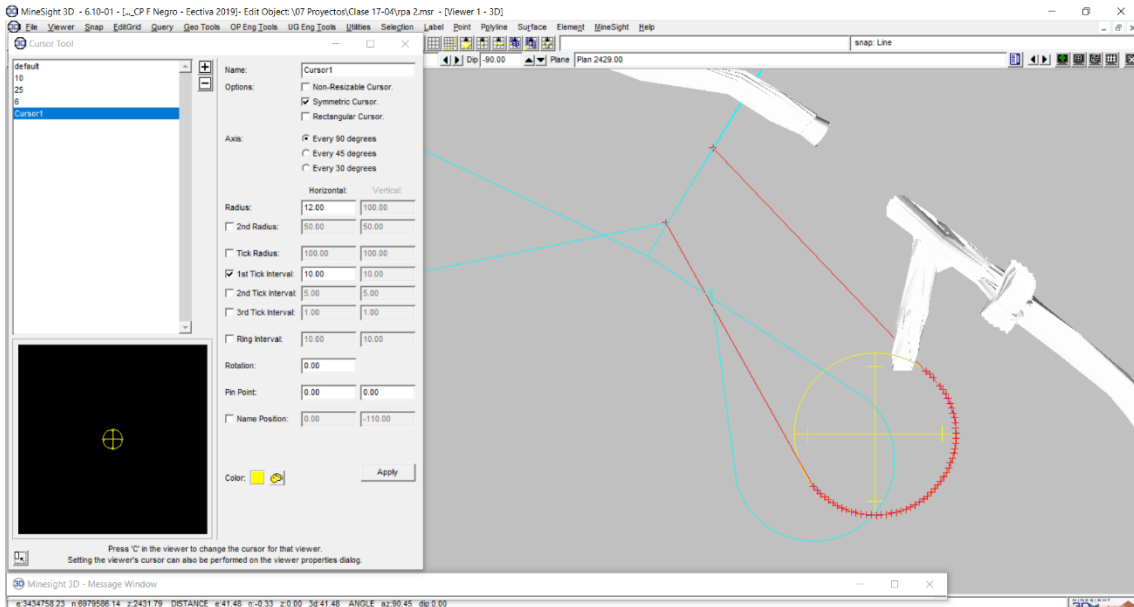 MineSight 3D - 6.10-01 - [..._CP F Negro - Eectiva 2019]- Edit Object: \07 Proyectos\Clase 17-04\rpa 2.msr - [Viewer 1 - 3D]
File Viewer Snap EditGrid Query Geo Tools OP Eng Tools UG Eng Tools Utilities Selection Label Point Polyline Surface Element MineSight Help
Cursor Tool
snap: Line
Dip -90.00 Plane Plan 2429.00
default
10
25
6
Cursor1
Name: Cursor1
Options: Non-Resizable Cursor.
Symmetric Cursor.
Rectangular Cursor.
Axis: Every 90 degrees
Every 45 degrees
Every 30 degrees
Horizontal: Vertical:
Radius: 12.00 100.00
2nd Radius: 50.00 50.00
Tick Radius: 100.00 100.00
1st Tick Interval: 10.00 10.00
2nd Tick Interval: 5.00 5.00
3rd Tick Interval: 1.00 1.00
Ring Interval: 10.00 10.00
Rotation: 0.00
Pin Point: 0.00 0.00
Name Position: 0.00 -110.00
Color: Apply
Press 'C' in the viewer to change the cursor for that viewer.
Setting the viewer's cursor can also be performed on the viewer properties dialog.
Minesight 3D - Message Window
e:3434758.23 n:6979586.14 z:2431.79 DISTANCE e:41.48 n:-0.33 z:0.00 3d:41.48 ANGLE az:90.45 dip:0.00